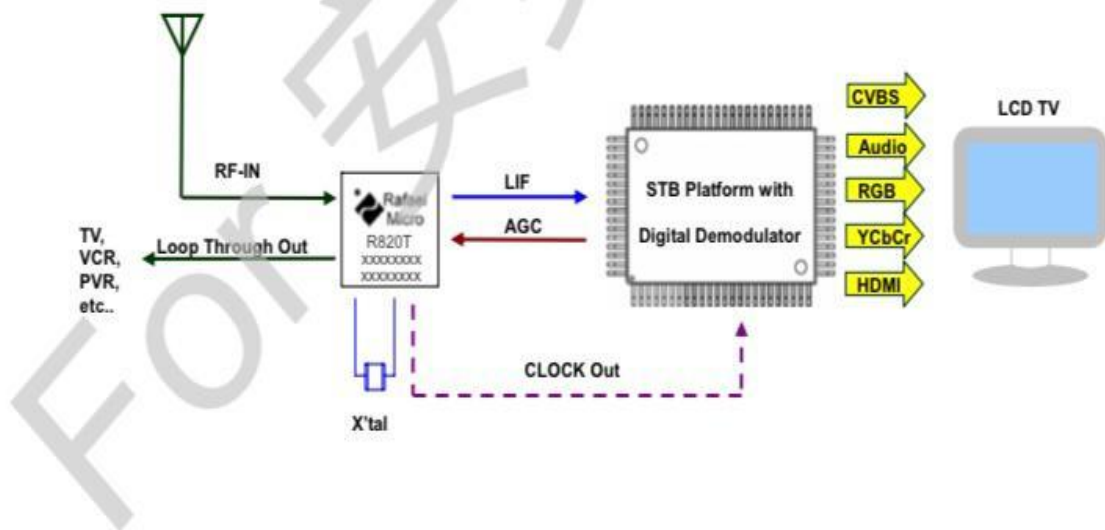 CVBS
LCD TV
Audio
RF-IN
LIF
Rafael
Micro
STB Platform with
RGB
AGC
R820T
Digital Demodulator
YCbCr
TV,
VCR,
PVR,
etc..
Loop Through Out
XXXXXXXX
XXXXXXXX
HDMI
CLOCK Out
X'tal
For